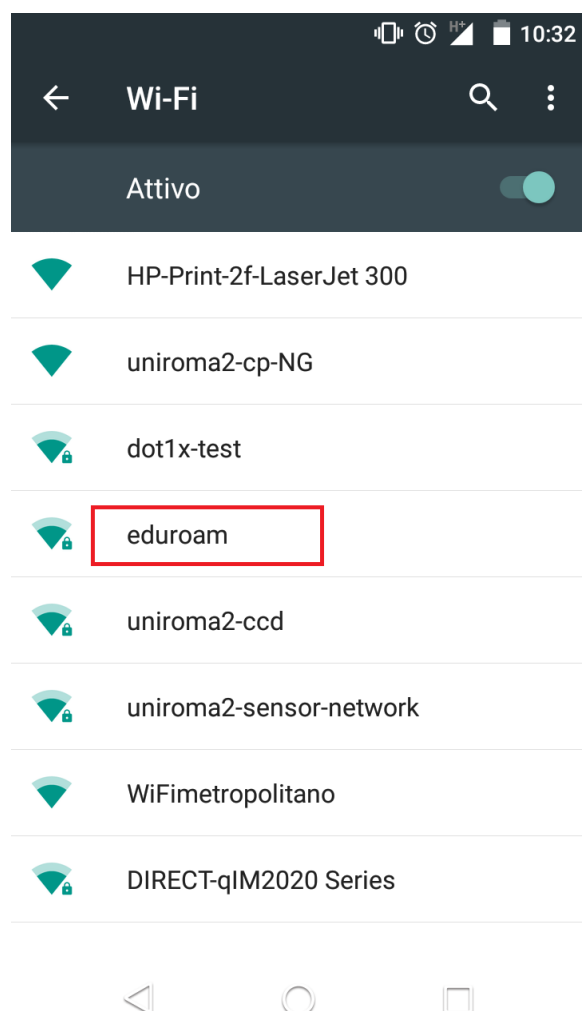 H+ 10:32
Wi-Fi
Attivo
HP-Print-2f-LaserJet 300
uniroma2-cp-NG
dot1x-test
eduroam
uniroma2-ccd
uniroma2-sensor-network
WiFimetropolitano
DIRECT-qIM2020 Series